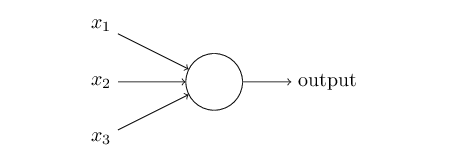 x₁
x₂
output
x₃